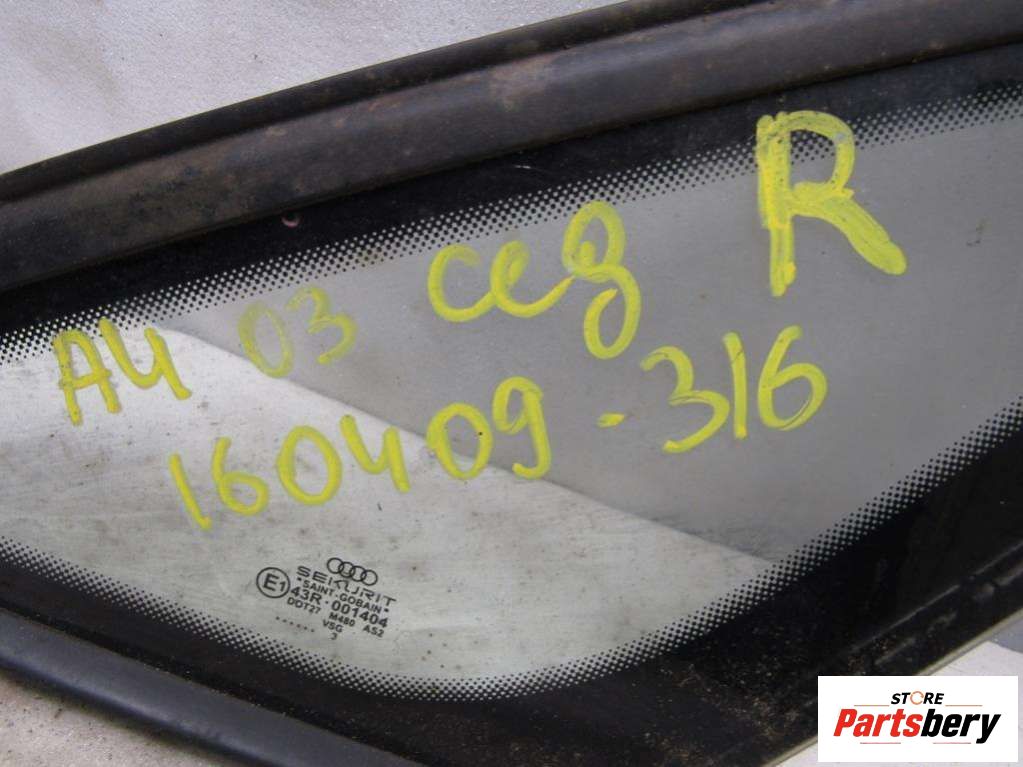 R
A4 03 сед
160409-316
SEKURIT
• SAINT-GOBAIN •
E1 43R-001404
DOT27 M480 AS2
...... VSG
3
STORE
Partsbery